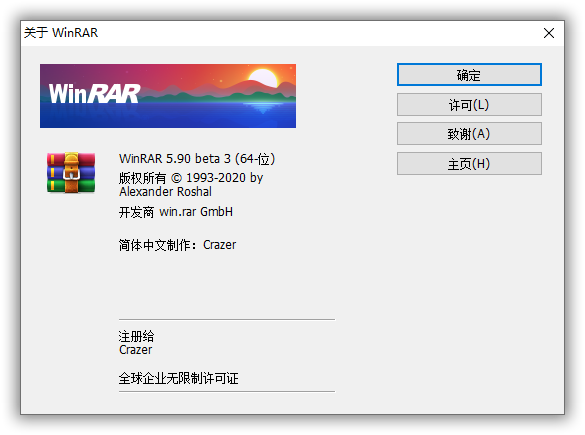 关于 WinRAR
WinRAR
确定
许可(L)
致谢(A)
主页(H)
WinRAR 5.90 beta 3 (64-位)
版权所有 © 1993-2020 by
Alexander Roshal
开发商 win.rar GmbH
简体中文制作：Crazer
注册给
Crazer
全球企业无限制许可证